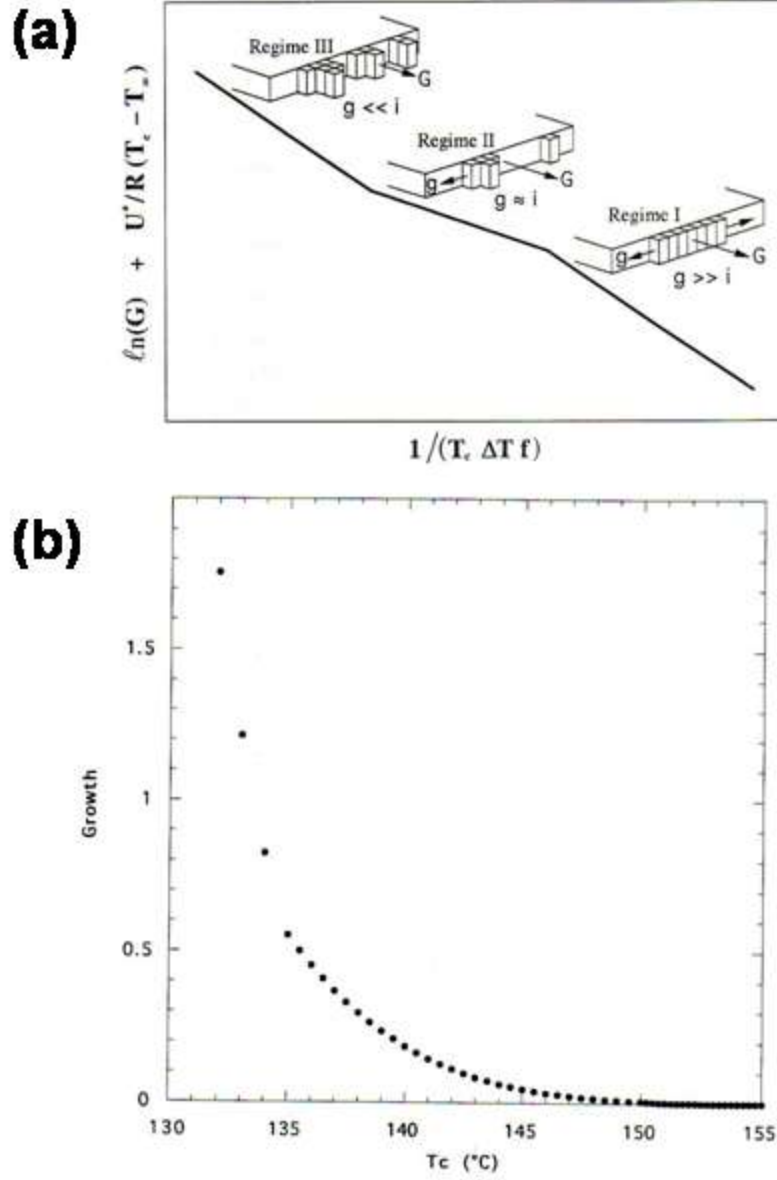 (a)
Regime III
G
g << i
Regime II
g
G
g ≈ i
Regime I
g
G
g >> i
ℓn(G) + U*/R (Tc – T∞)
1/(Tc ΔT f)
(b)
1.5
1
0.5
0
Growth
130 135 140 145 150 155
Tc (°C)